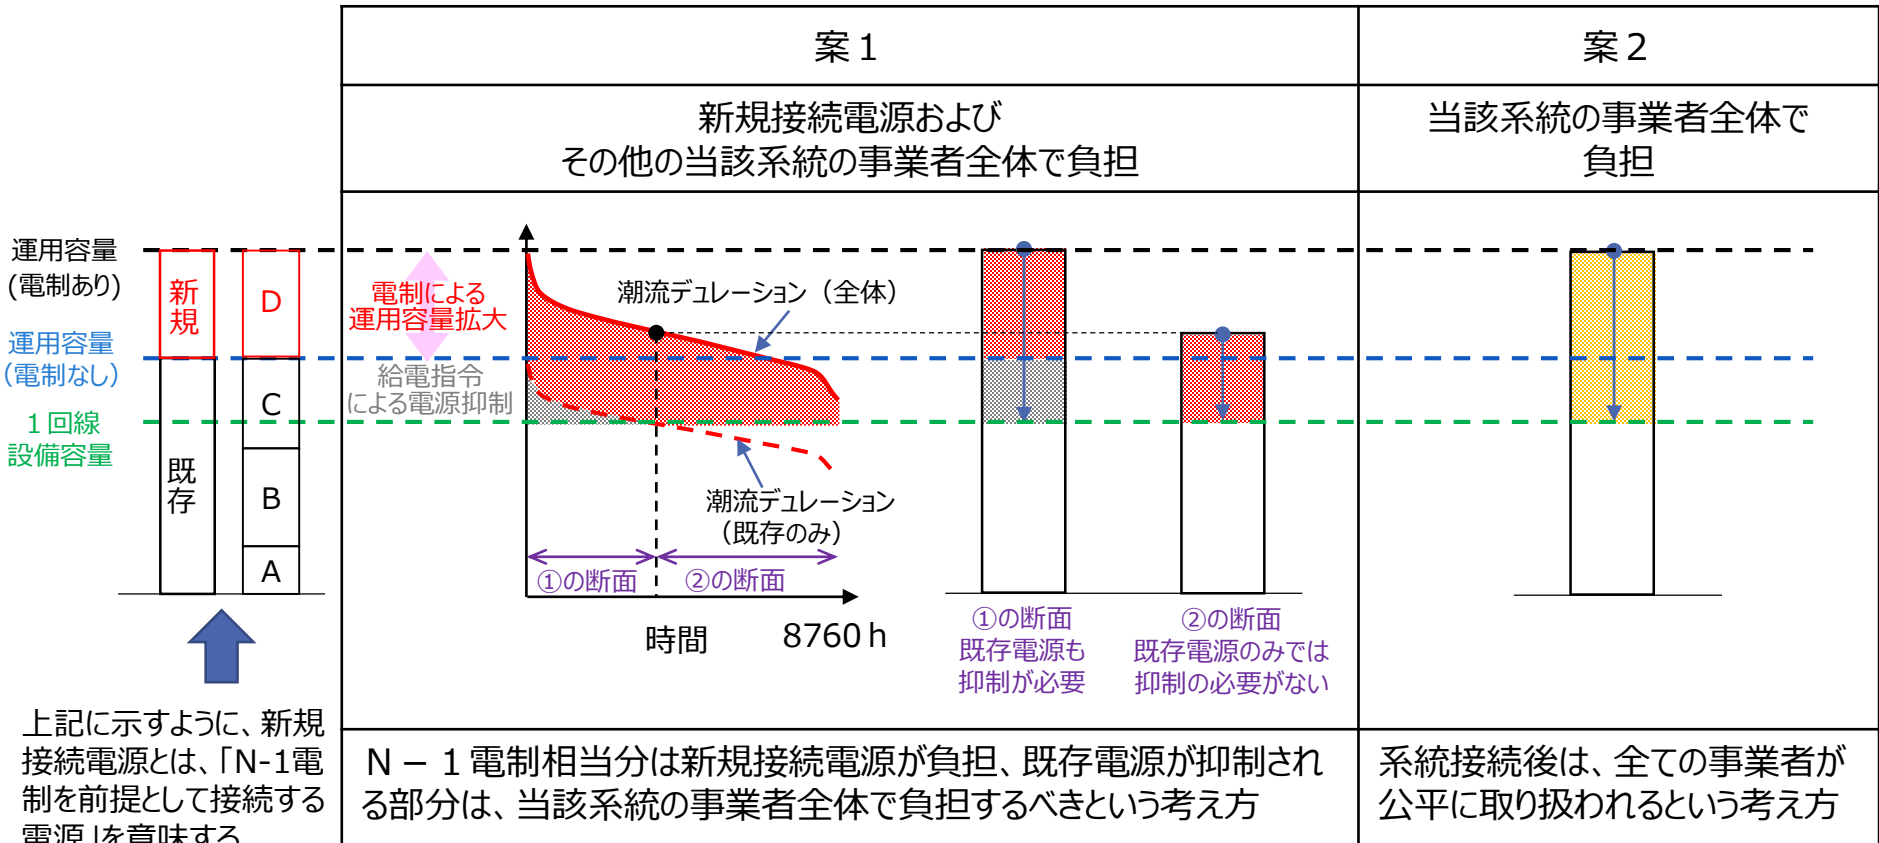 案１
案２
新規接続電源および
その他の当該系統の事業者全体で負担
当該系統の事業者全体で
負担
運用容量
(電制あり)
運用容量
(電制なし)
１回線
設備容量
新規
既存
D
C
B
A
電制による
運用容量拡大
給電指令
による電源抑制
潮流デュレーション（全体）
潮流デュレーション
（既存のみ）
①の断面
②の断面
時間
8760ｈ
①の断面
既存電源も
抑制が必要
②の断面
既存電源のみでは
抑制の必要がない
上記に示すように、新規
接続電源とは、「N-1電
制を前提として接続する
電源」を意味する
Ｎ－１電制相当分は新規接続電源が負担、既存電源が抑制され
る部分は、当該系統の事業者全体で負担するべきという考え方
系統接続後は、全ての事業者が
公平に取り扱われるという考え方